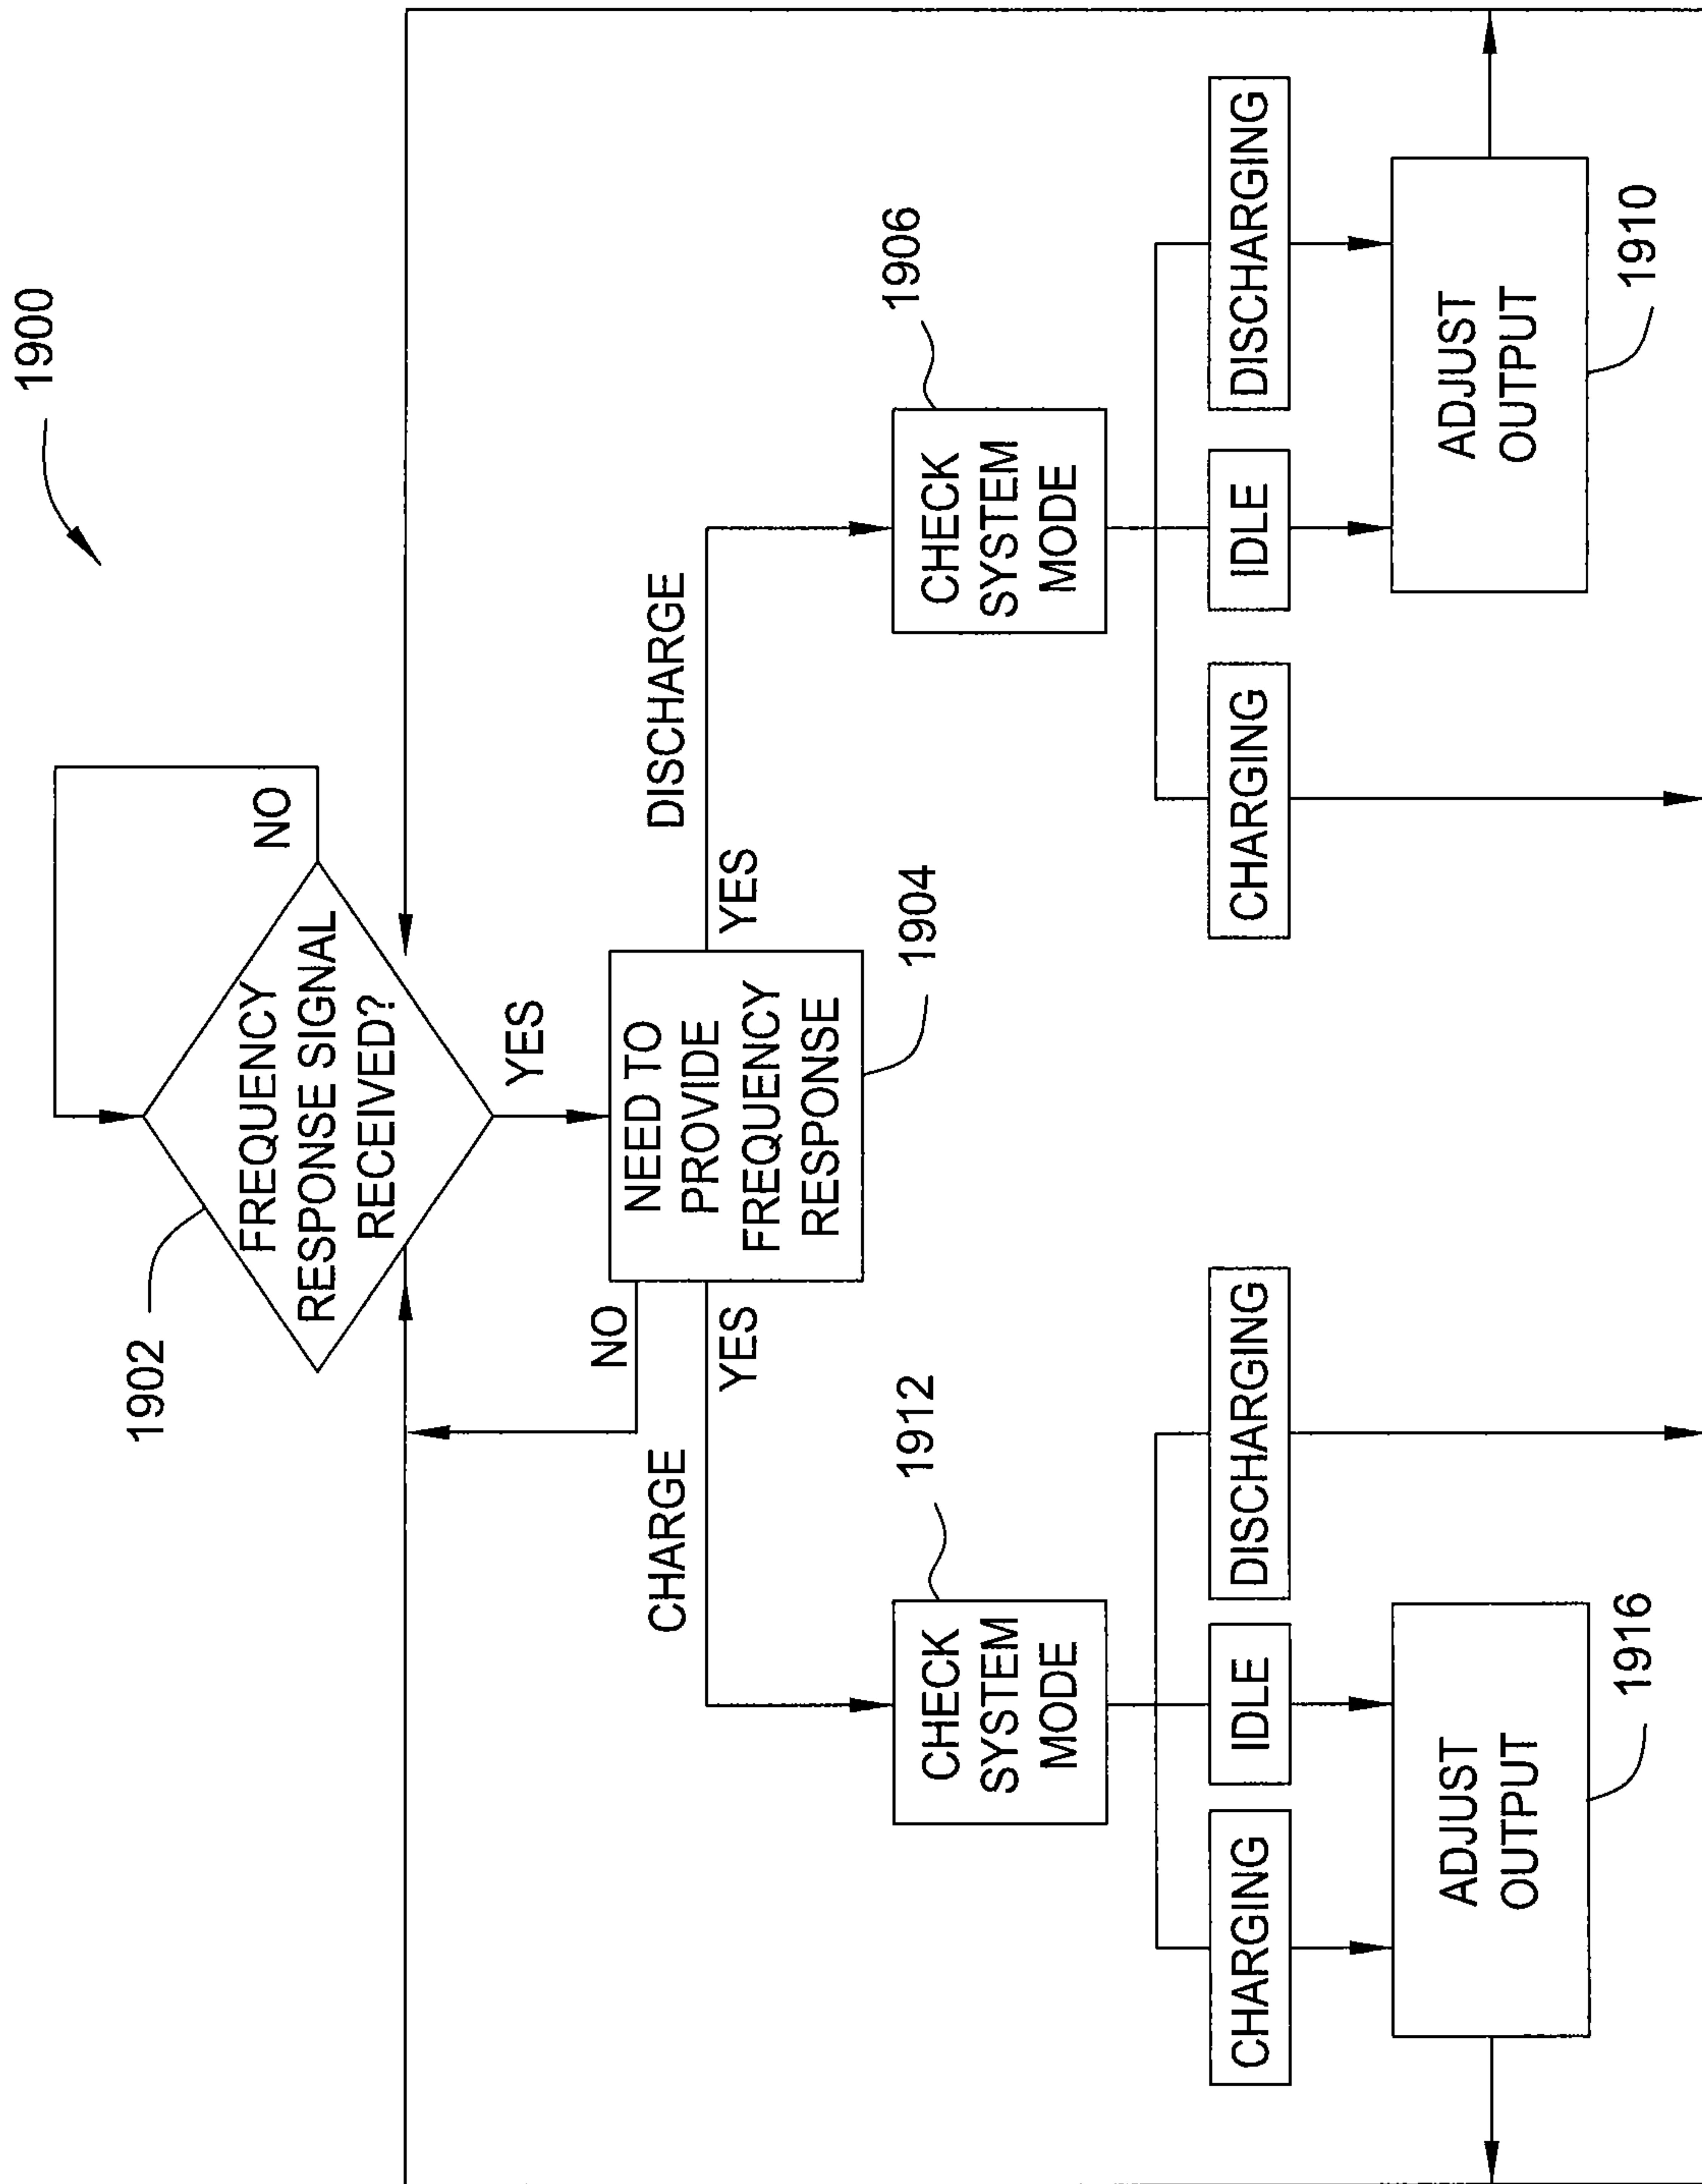 1900
NO
FREQUENCY
RESPONSE SIGNAL
RECEIVED?
1902
YES
NEED TO
PROVIDE
FREQUENCY
RESPONSE
1904
NO
CHARGE
YES
DISCHARGE
YES
1912
CHECK
SYSTEM
MODE
1906
CHECK
SYSTEM
MODE
CHARGING
IDLE
DISCHARGING
CHARGING
IDLE
DISCHARGING
ADJUST
OUTPUT
1916
ADJUST
OUTPUT
1910